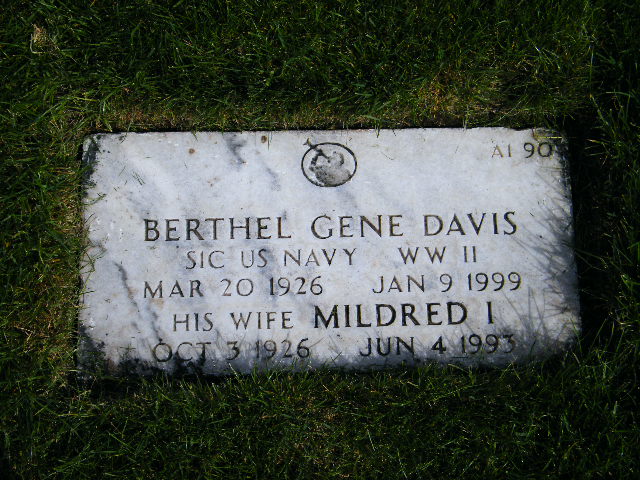 A1 90
BERTHEL GENE DAVIS
S1C US NAVY WW II
MAR 20 1926 JAN 9 1999
HIS WIFE MILDRED I
OCT 3 1926 JUN 4 1993